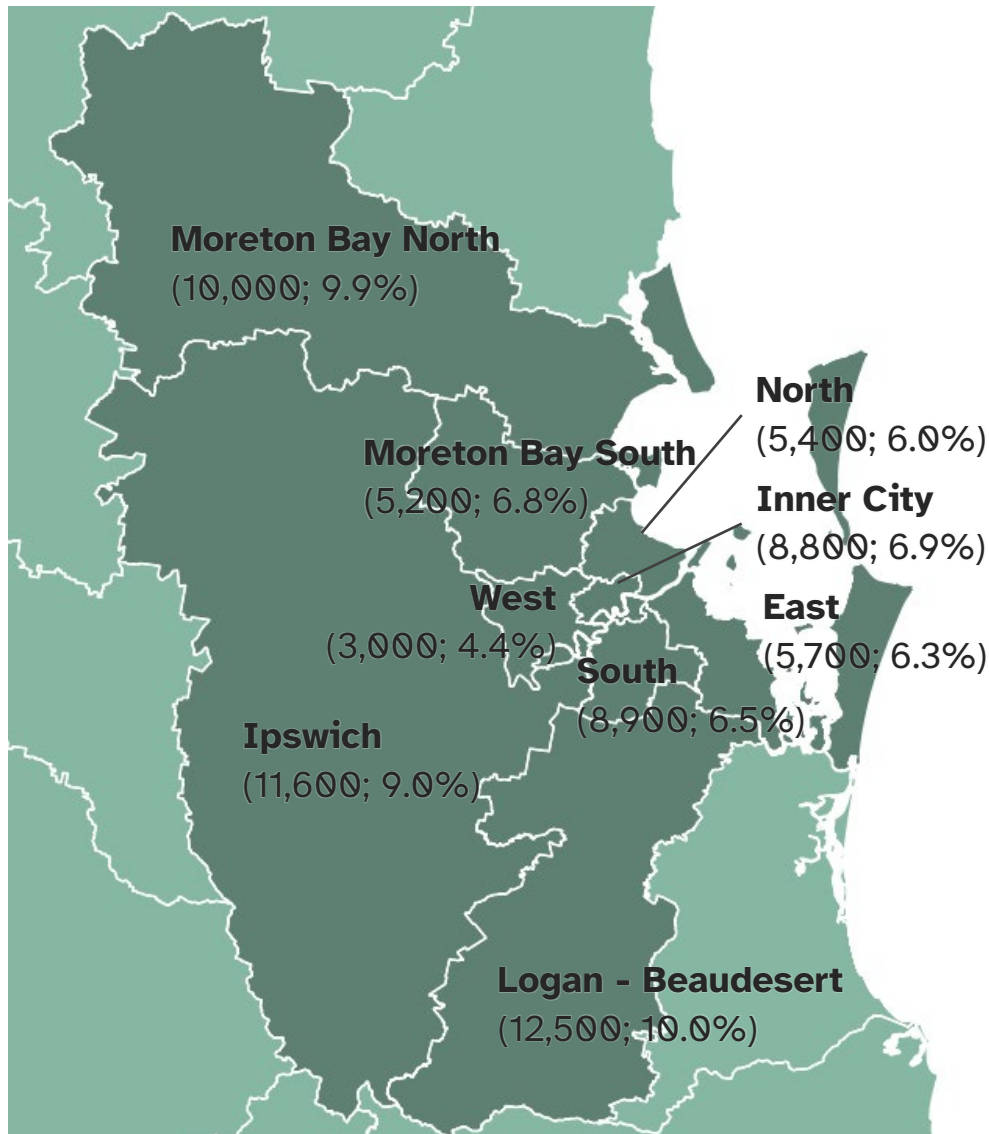 Moreton Bay North
(10,000; 9.9%)
North
(5,400; 6.0%)
Moreton Bay South
(5,200; 6.8%)
Inner City
(8,800; 6.9%)
West
(3,000; 4.4%)
East
(5,700; 6.3%)
South
(8,900; 6.5%)
Ipswich
(11,600; 9.0%)
Logan - Beaudesert
(12,500; 10.0%)